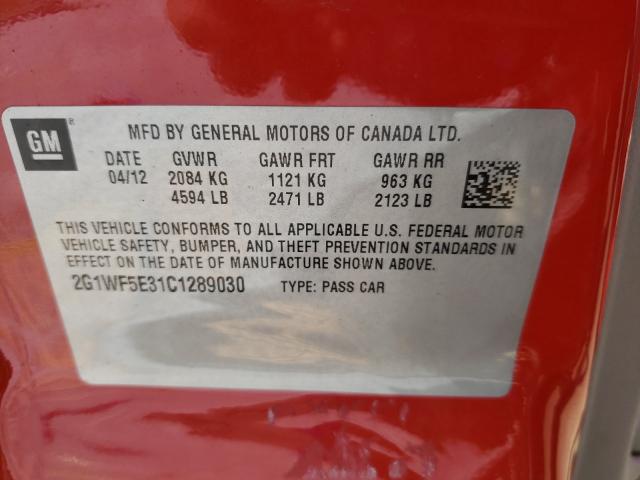 GM ®
MFD BY GENERAL MOTORS OF CANADA LTD.
DATE GVWR GAWR FRT GAWR RR
04/12 2084 KG 1121 KG 963 KG
4594 LB 2471 LB 2123 LB
THIS VEHICLE CONFORMS TO ALL APPLICABLE U.S. FEDERAL MOTOR
VEHICLE SAFETY, BUMPER, AND THEFT PREVENTION STANDARDS IN
EFFECT ON THE DATE OF MANUFACTURE SHOWN ABOVE.
2G1WF5E31C1289030 TYPE: PASS CAR